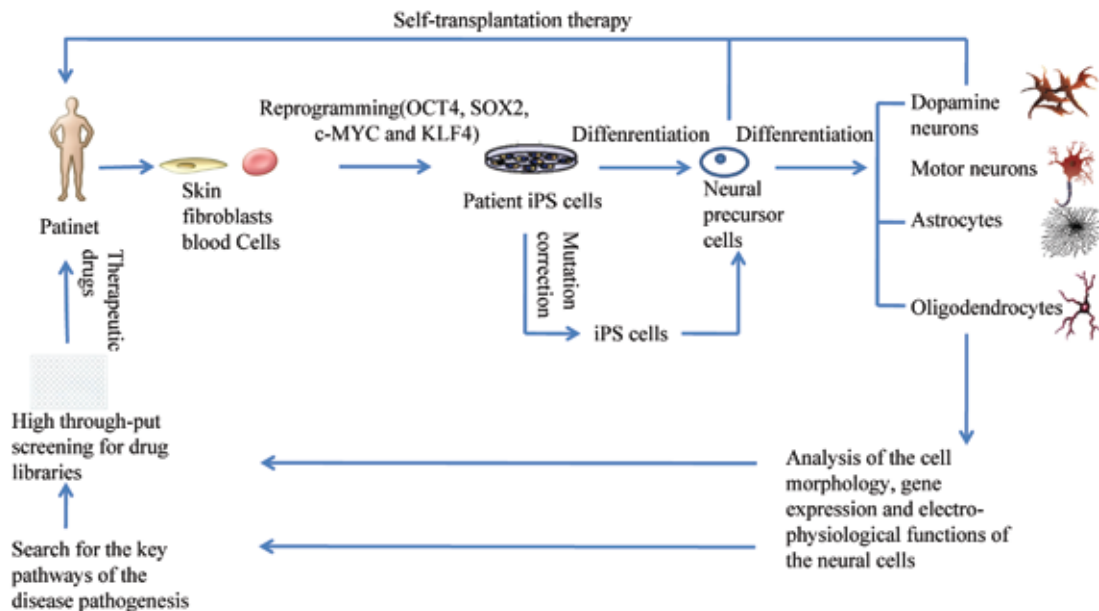 Self-transplantation therapy
Reprogramming(OCT4, SOX2,
c-MYC and KLF4)
Diffenrentiation
Diffenrentiation
Dopamine
neurons
Motor neurons
Astrocytes
Oligodendrocytes
Patinet
Skin
fibroblasts
blood Cells
Patient iPS cells
Neural
precursor
cells
Mutation
correction
iPS cells
Therapeutic
drugs
High through-put
screening for drug
libraries
Analysis of the cell
morphology, gene
expression and electro-
physiological functions of
the neural cells
Search for the key
pathways of the
disease pathogenesis